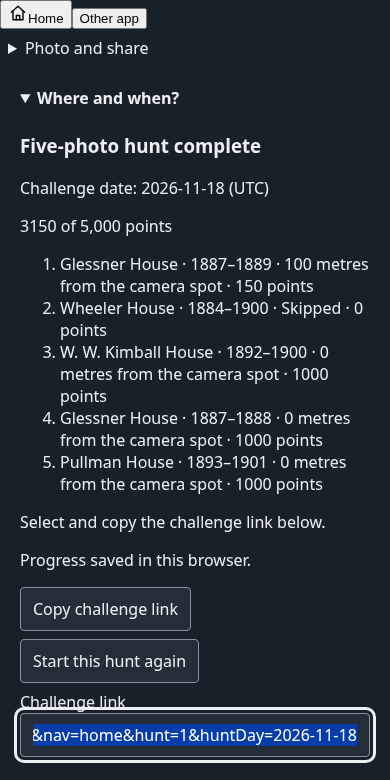 Home Other app
Photo and share
Where and when?
Five-photo hunt complete
Challenge date: 2026-11-18 (UTC)
3150 of 5,000 points
1. Glessner House · 1887–1889 · 100 metres
from the camera spot · 150 points
2. Wheeler House · 1884–1900 · Skipped · 0
points
3. W. W. Kimball House · 1892–1900 · 0
metres from the camera spot · 1000
points
4. Glessner House · 1887–1888 · 0 metres
from the camera spot · 1000 points
5. Pullman House · 1893–1901 · 0 metres
from the camera spot · 1000 points
Select and copy the challenge link below.
Progress saved in this browser.
Copy challenge link
Start this hunt again
Challenge link
&nav=home&hunt=1&huntDay=2026-11-18